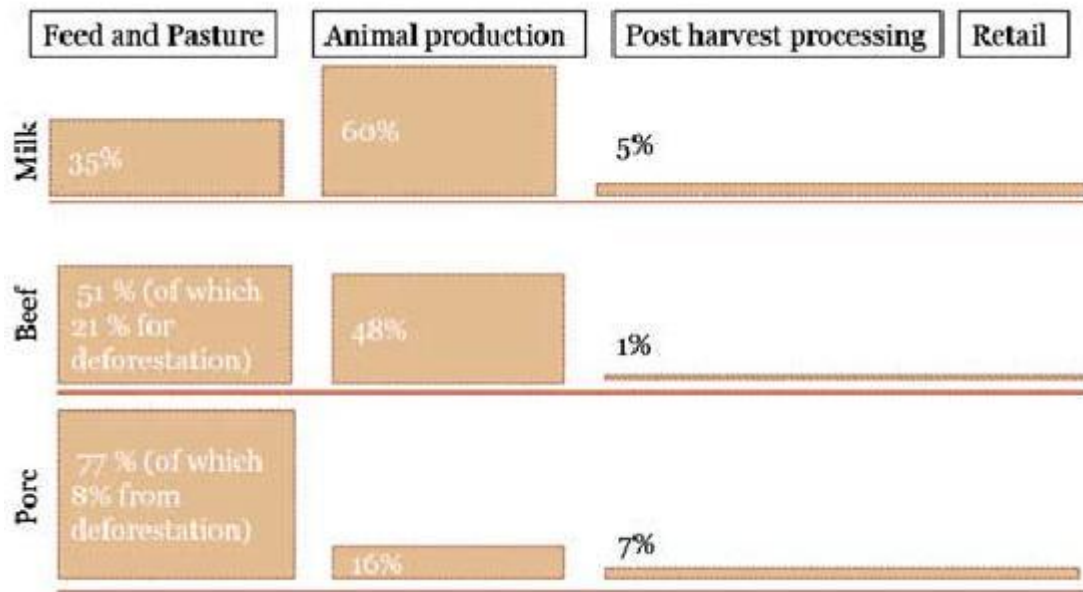 Feed and Pasture
Animal production
Post harvest processing
Retail
Milk
35%
60%
5%
Beef
51 % (of which
21 % for
deforestation)
48%
1%
Porc
77 % (of which
8% from
deforestation)
16%
7%